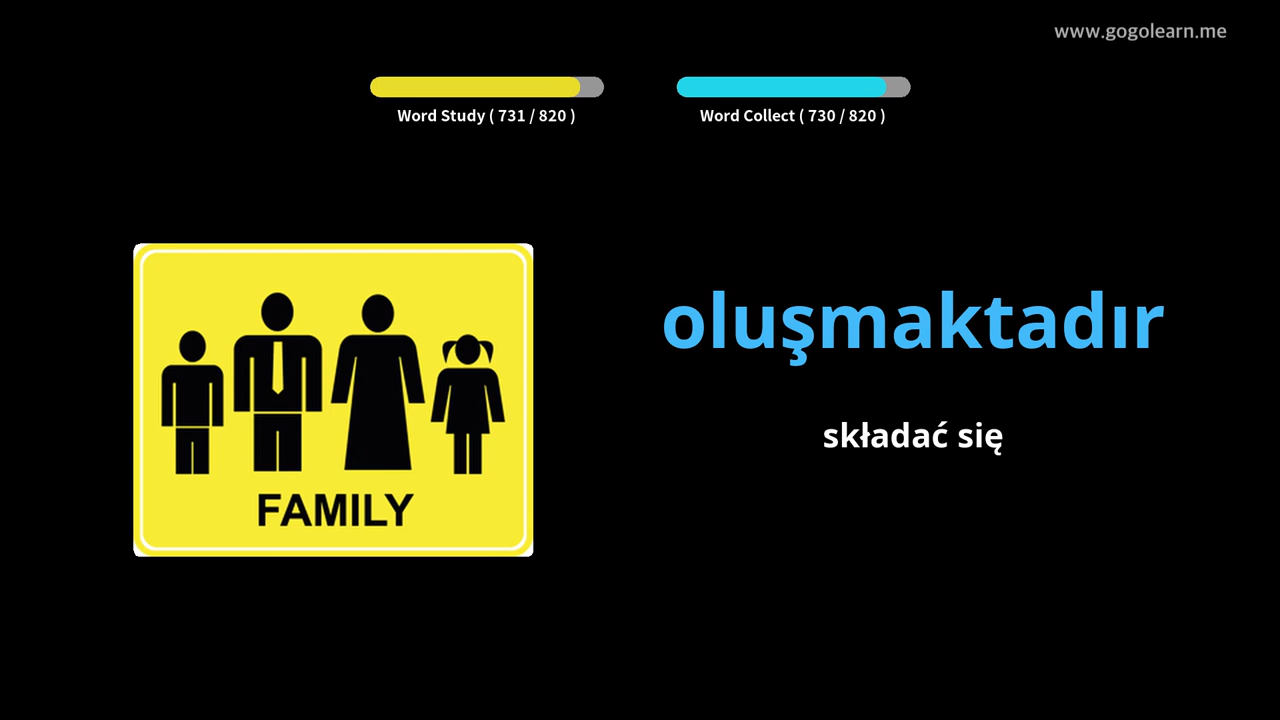 www.gogolearn.me
Word Study ( 731 / 820 )
Word Collect ( 730 / 820 )
oluşmaktadır
składać się
FAMILY